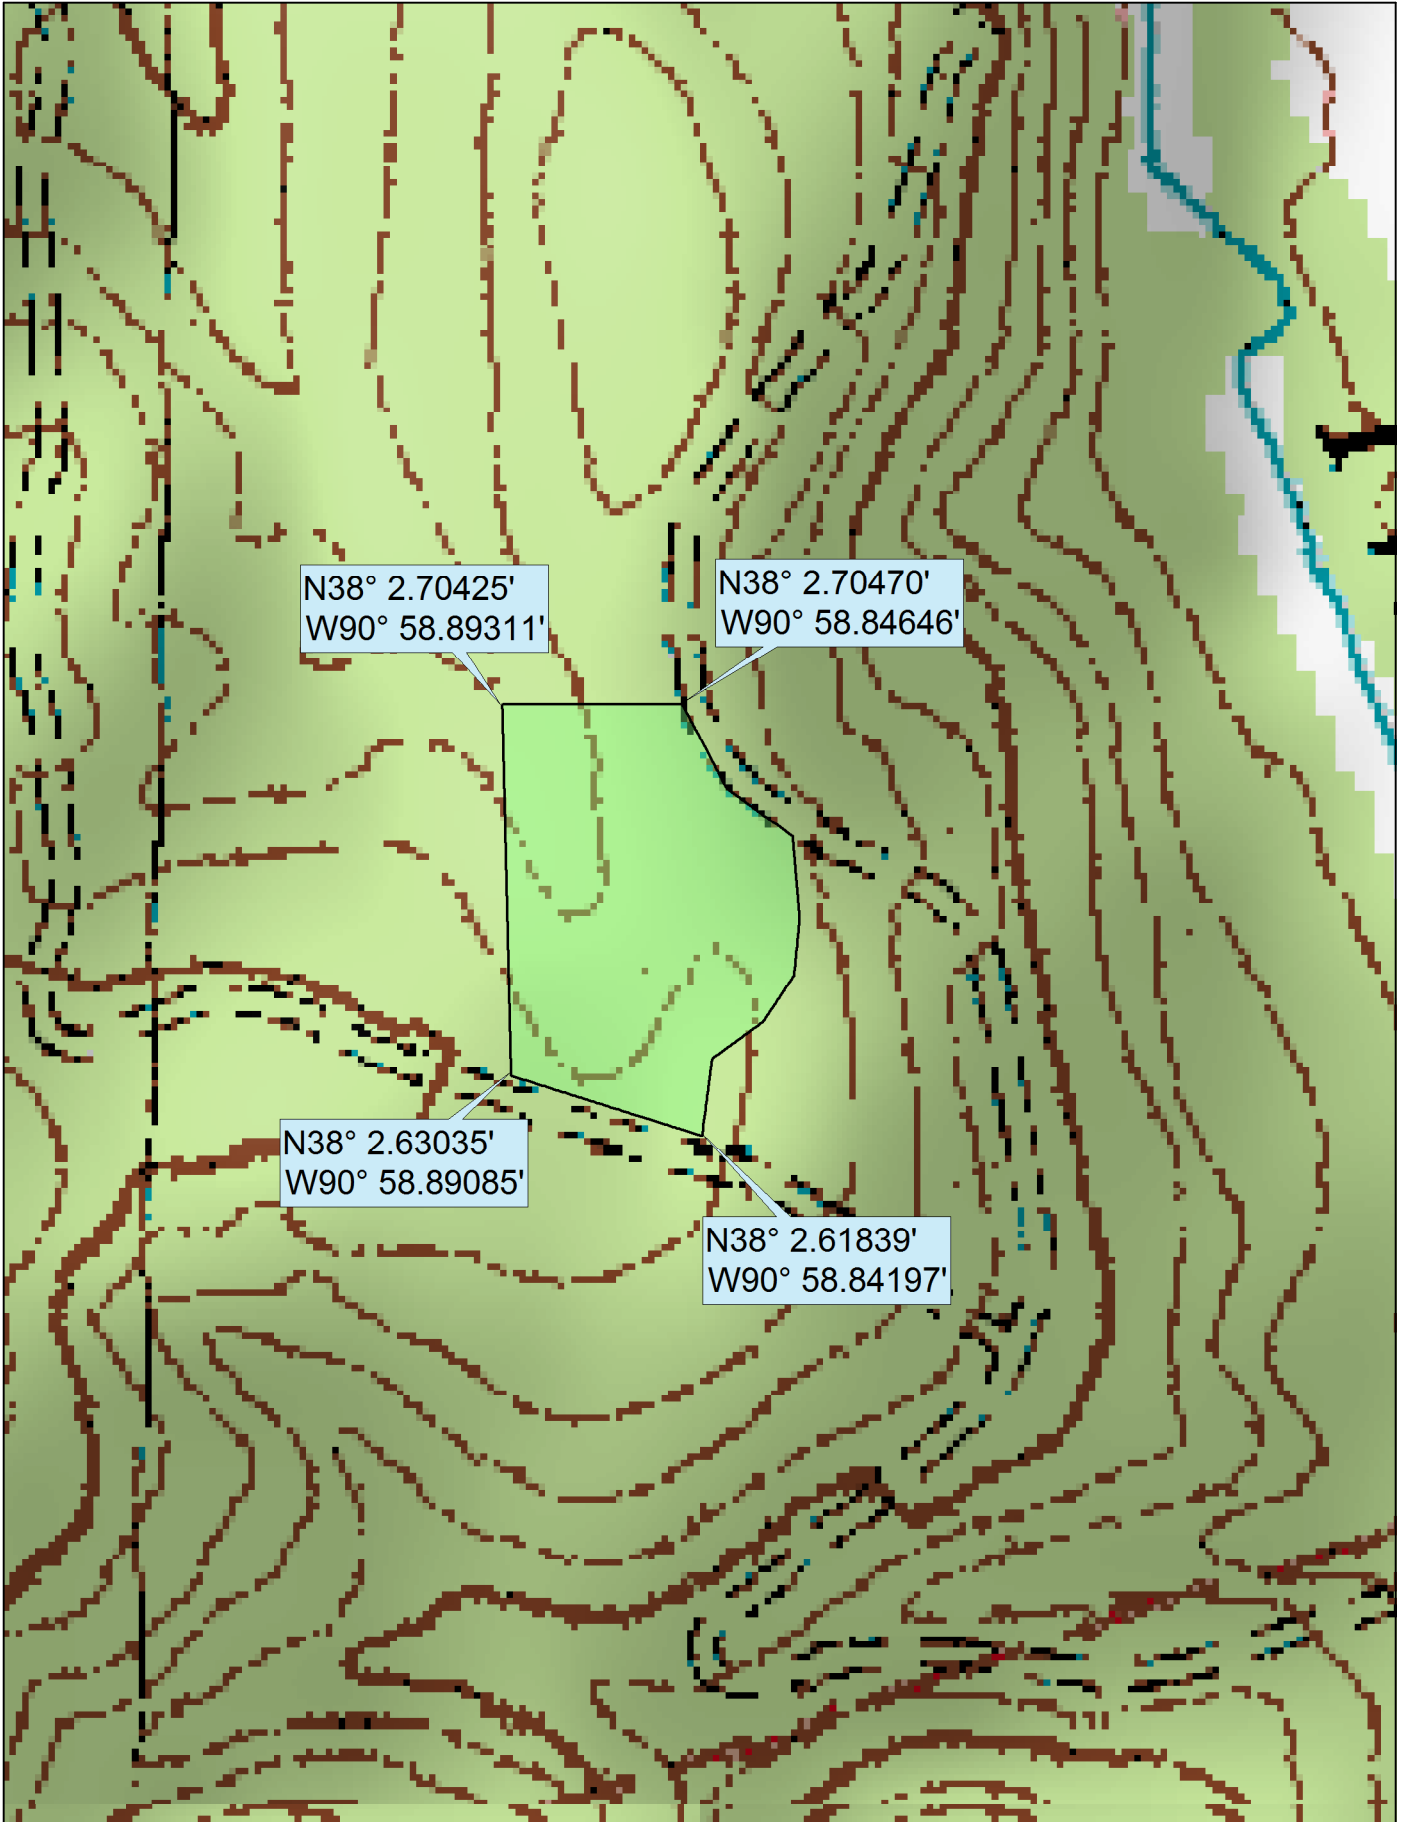 N38° 2.70425'
W90° 58.89311'
N38° 2.70470'
W90° 58.84646'
N38° 2.63035'
W90° 58.89085'
N38° 2.61839'
W90° 58.84197'